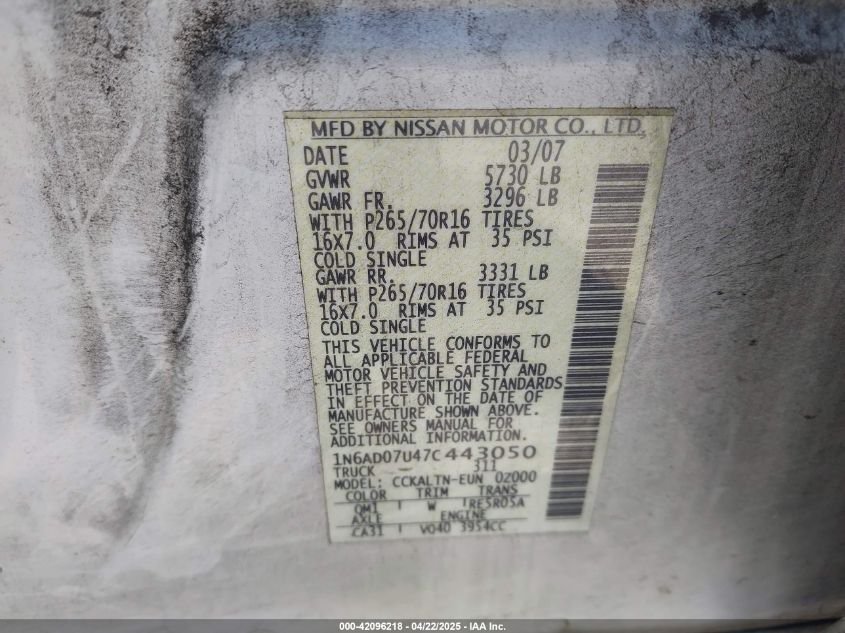 MFD BY NISSAN MOTOR CO., LTD.
DATE 03/07
GVWR 5730 LB
GAWR FR. 3296 LB
WITH P265/70R16 TIRES
16X7.0 RIMS AT 35 PSI
COLD SINGLE
GAWR RR. 3331 LB
WITH P265/70R16 TIRES
16X7.0 RIMS AT 35 PSI
COLD SINGLE
THIS VEHICLE CONFORMS TO
ALL APPLICABLE FEDERAL
MOTOR VEHICLE SAFETY AND
THEFT PREVENTION STANDARDS
IN EFFECT ON THE DATE OF
MANUFACTURE SHOWN ABOVE.
SEE OWNERS MANUAL FOR
ADDITIONAL INFORMATION.
1N6AD07U47C443050
TRUCK – 311
MODEL: CCKALTN-EUN 0Z000
COLOR TRIM TRANS
QM1 W RE5R05A
AXLE ENGINE
CA31 VQ40 3954CC
000-42096218 - 04/22/2025 - IAA Inc.